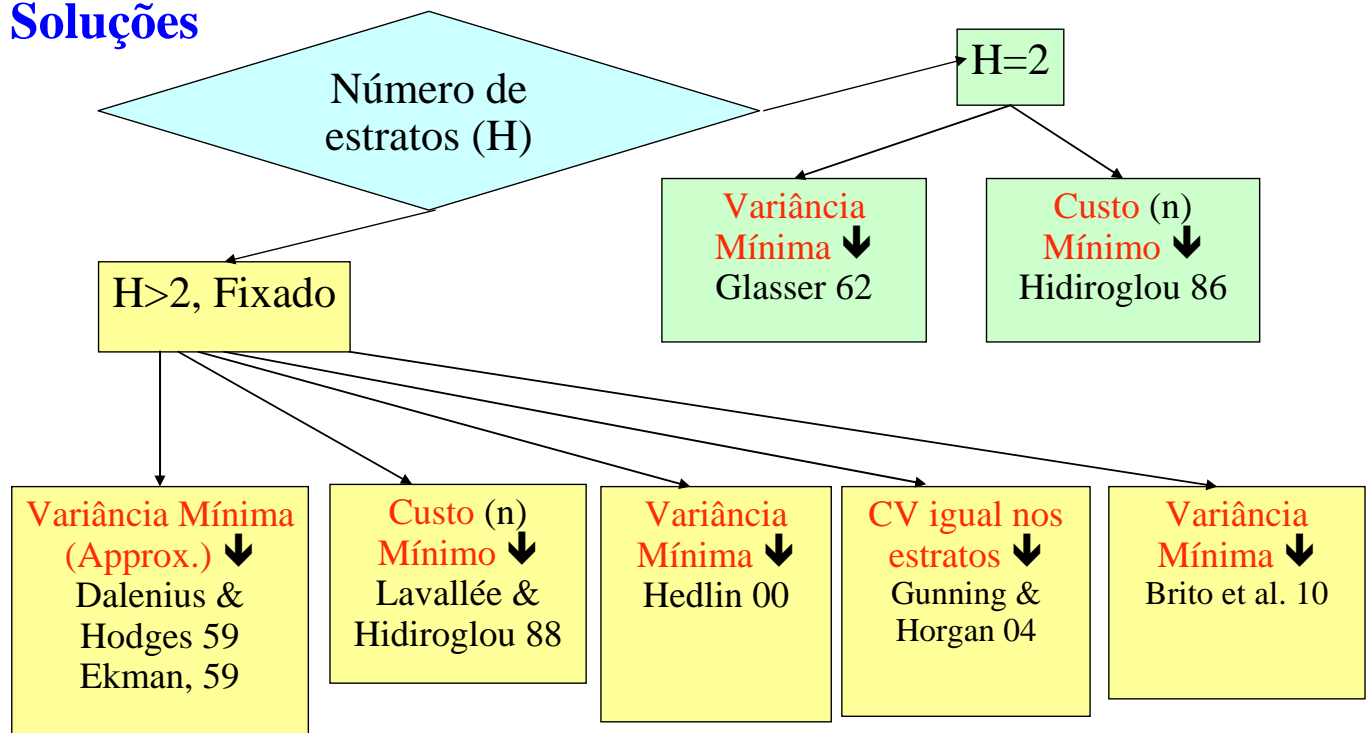 Soluções
Número de
estratos (H)
H=2
Variância
Mínima 🡻
Glasser 62
Custo (n)
Mínimo 🡻
Hidiroglou 86
H>2, Fixado
Variância Mínima
(Approx.) 🡻
Dalenius &
Hodges 59
Ekman, 59
Custo (n)
Mínimo 🡻
Lavallée &
Hidiroglou 88
Variância
Mínima 🡻
Hedlin 00
CV igual nos
estratos 🡻
Gunning &
Horgan 04
Variância
Mínima 🡻
Brito et al. 10